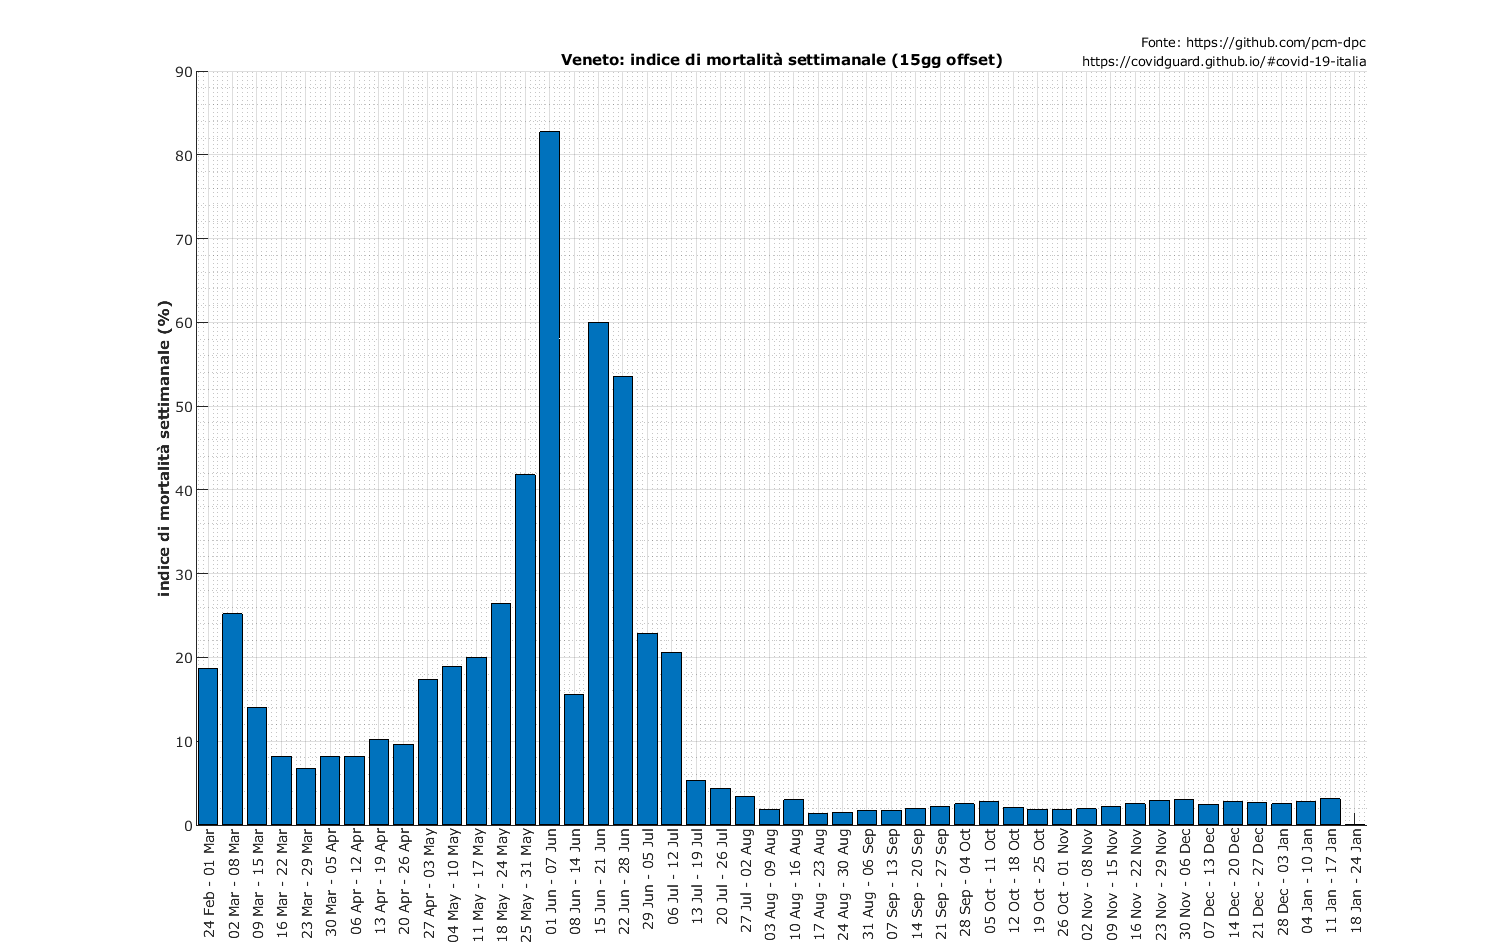 Fonte: https://github.com/pcm-dpc
https://covidguard.github.io/#covid-19-italia
Veneto: indice di mortalità settimanale (15gg offset)
indice di mortalità settimanale (%)
90
80
70
60
50
40
30
20
10
0
24 Feb - 01 Mar
02 Mar - 08 Mar
09 Mar - 15 Mar
16 Mar - 22 Mar
23 Mar - 29 Mar
30 Mar - 05 Apr
06 Apr - 12 Apr
13 Apr - 19 Apr
20 Apr - 26 Apr
27 Apr - 03 May
04 May - 10 May
11 May - 17 May
18 May - 24 May
25 May - 31 May
01 Jun - 07 Jun
08 Jun - 14 Jun
15 Jun - 21 Jun
22 Jun - 28 Jun
29 Jun - 05 Jul
06 Jul - 12 Jul
13 Jul - 19 Jul
20 Jul - 26 Jul
27 Jul - 02 Aug
03 Aug - 09 Aug
10 Aug - 16 Aug
17 Aug - 23 Aug
24 Aug - 30 Aug
31 Aug - 06 Sep
07 Sep - 13 Sep
14 Sep - 20 Sep
21 Sep - 27 Sep
28 Sep - 04 Oct
05 Oct - 11 Oct
12 Oct - 18 Oct
19 Oct - 25 Oct
26 Oct - 01 Nov
02 Nov - 08 Nov
09 Nov - 15 Nov
16 Nov - 22 Nov
23 Nov - 29 Nov
30 Nov - 06 Dec
07 Dec - 13 Dec
14 Dec - 20 Dec
21 Dec - 27 Dec
28 Dec - 03 Jan
04 Jan - 10 Jan
11 Jan - 17 Jan
18 Jan - 24 Jan